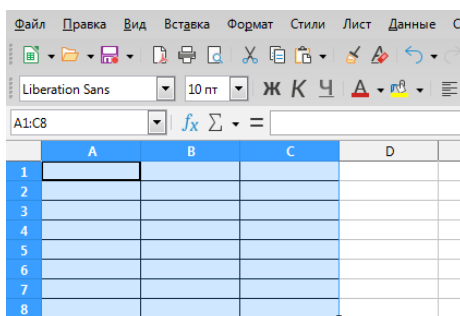 Файл Правка Вид Вставка Формат Стили Лист Данные С
Liberation Sans 10 пт Ж К Ч А
A1:C8 fx Σ =
A B C D
1
2
3
4
5
6
7
8